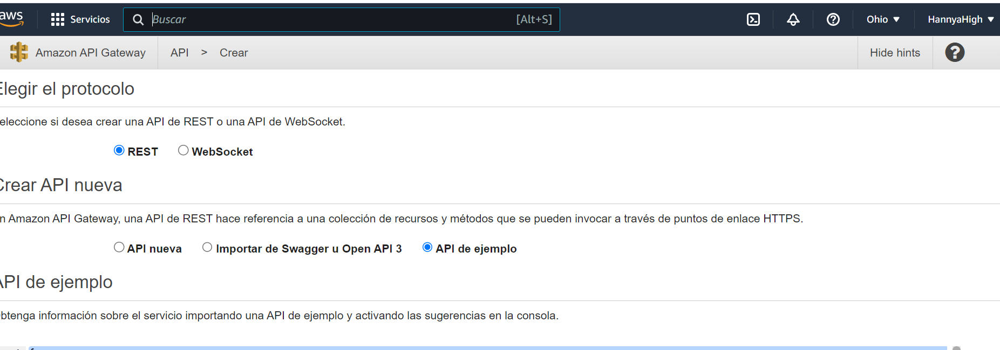 aws Servicios Buscar [Alt+S] Ohio HannyaHigh
Amazon API Gateway API > Crear Hide hints
Elegir el protocolo
eleccione si desea crear una API de REST o una API de WebSocket.
REST WebSocket
Crear API nueva
n Amazon API Gateway, una API de REST hace referencia a una colección de recursos y métodos que se pueden invocar a través de puntos de enlace HTTPS.
API nueva Importar de Swagger u Open API 3 API de ejemplo
API de ejemplo
btenga información sobre el servicio importando una API de ejemplo y activando las sugerencias en la consola.